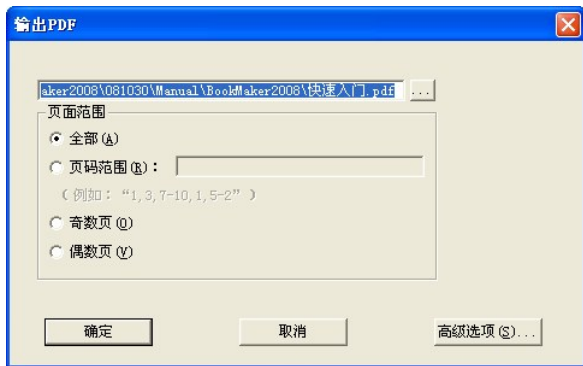 输出PDF
aker2008\081030\Manual\BookMaker2008\快速入门.pdf ...
页面范围
全部(A)
页码范围(R):
(例如:“1,3,7-10,1,5-2”)
奇数页(O)
偶数页(V)
确定 取消 高级选项(S)...